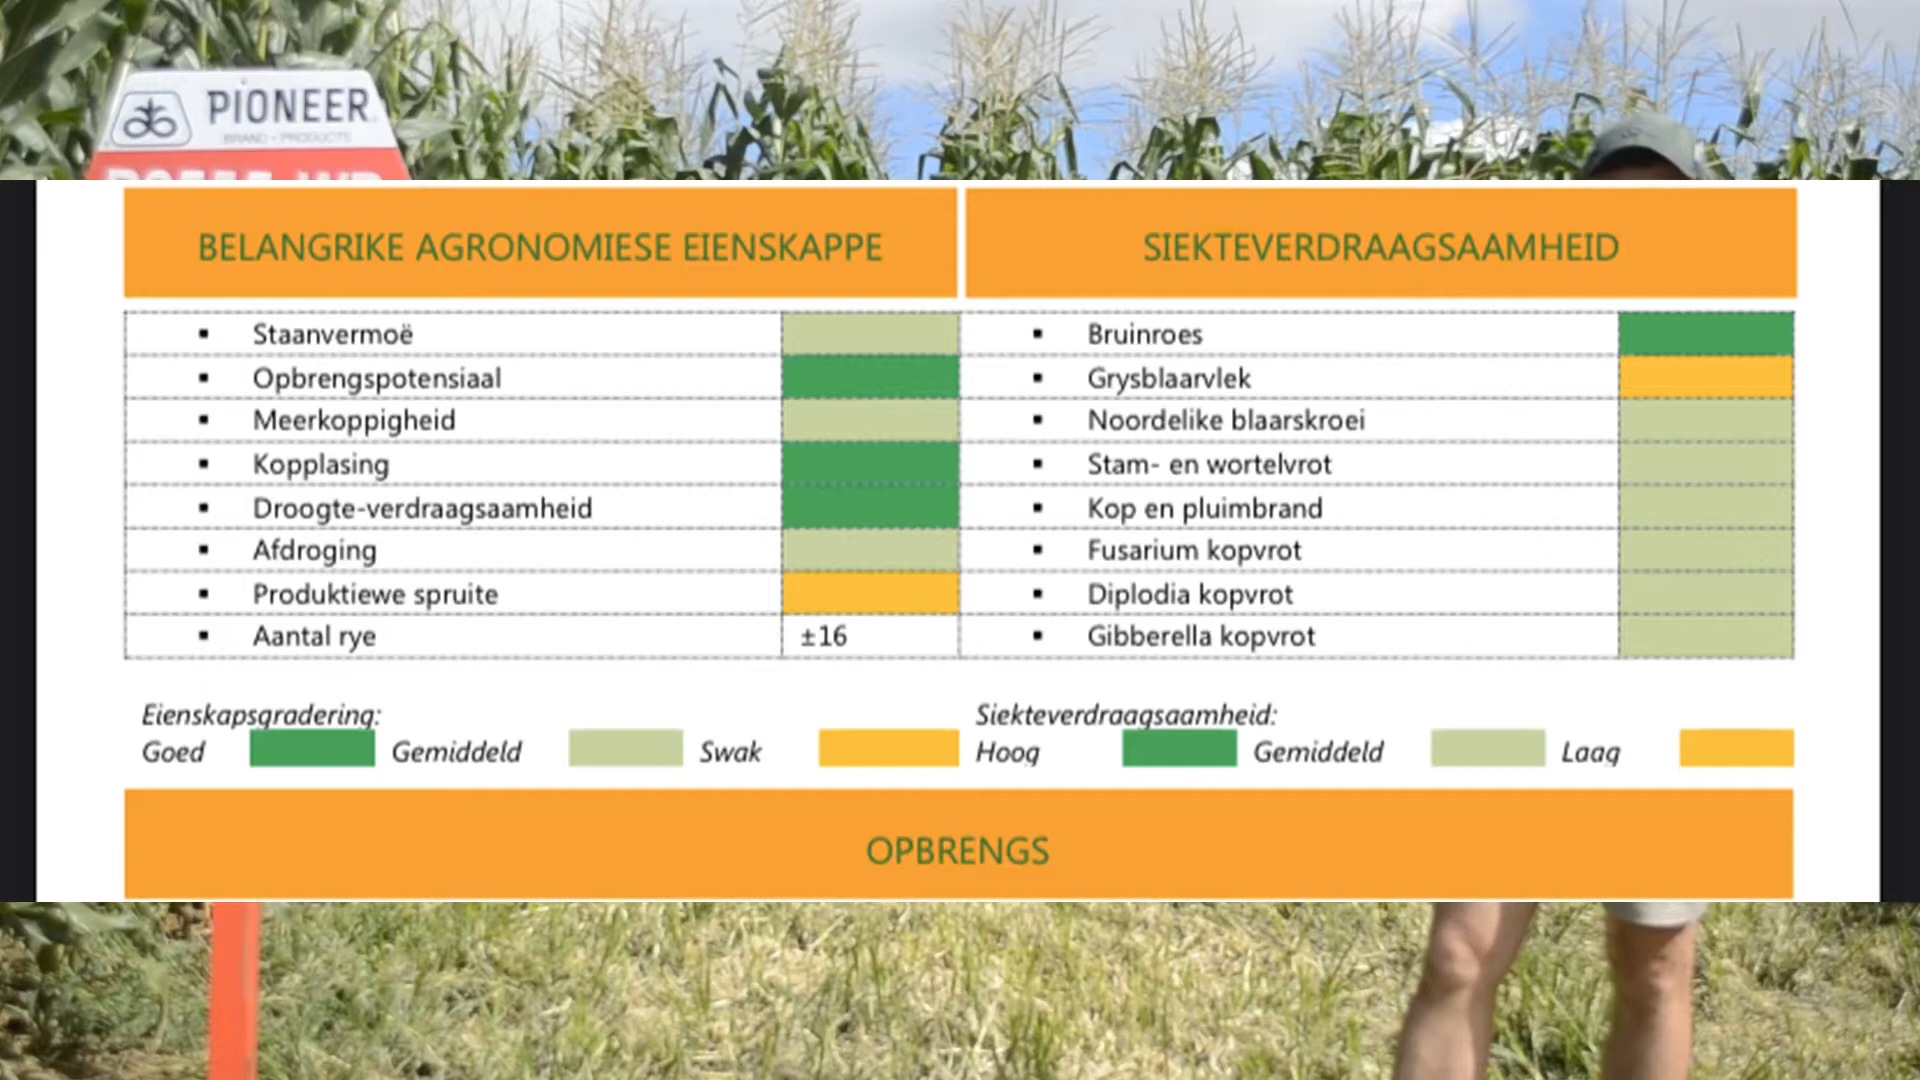 PIONEER
BRAND • PRODUCTS
BELANGRIKE AGRONOMIESE EIENSKAPPE
SIEKTEVERDRAAGSAAMHEID
▪ Staanvermoë
▪ Bruinroes
▪ Opbrengspotensiaal
▪ Grysblaarvlek
▪ Meerkoppigheid
▪ Noordelike blaarskroei
▪ Kopplasing
▪ Stam- en wortelvrot
▪ Droogte-verdraagsaamheid
▪ Kop en pluimbrand
▪ Afdroging
▪ Fusarium kopvrot
▪ Produktiewe spruite
▪ Diplodia kopvrot
▪ Aantal rye ±16
▪ Gibberella kopvrot
Eienskapsgradering:
Siekteverdraagsaamheid:
Goed Gemiddeld Swak
Hoog Gemiddeld Laag
OPBRENGS